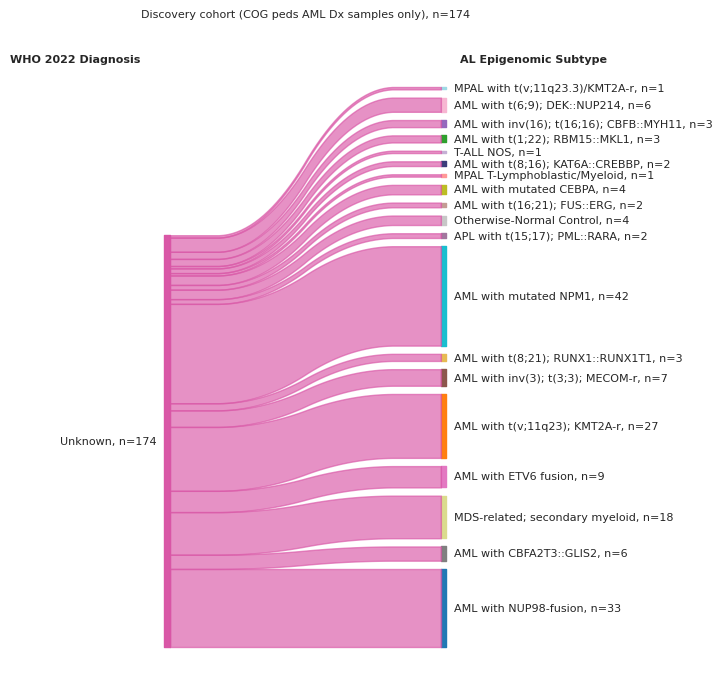 Discovery cohort (COG peds AML Dx samples only), n=174
WHO 2022 Diagnosis
AL Epigenomic Subtype
MPAL with t(v;11q23.3)/KMT2A-r, n=1
AML with t(6;9); DEK::NUP214, n=6
AML with inv(16); t(16;16); CBFB::MYH11, n=3
AML with t(1;22); RBM15::MKL1, n=3
T-ALL NOS, n=1
AML with t(8;16); KAT6A::CREBBP, n=2
MPAL T-Lymphoblastic/Myeloid, n=1
AML with mutated CEBPA, n=4
AML with t(16;21); FUS::ERG, n=2
Otherwise-Normal Control, n=4
APL with t(15;17); PML::RARA, n=2
AML with mutated NPM1, n=42
AML with t(8;21); RUNX1::RUNX1T1, n=3
AML with inv(3); t(3;3); MECOM-r, n=7
AML with t(v;11q23); KMT2A-r, n=27
Unknown, n=174
AML with ETV6 fusion, n=9
MDS-related; secondary myeloid, n=18
AML with CBFA2T3::GLIS2, n=6
AML with NUP98-fusion, n=33